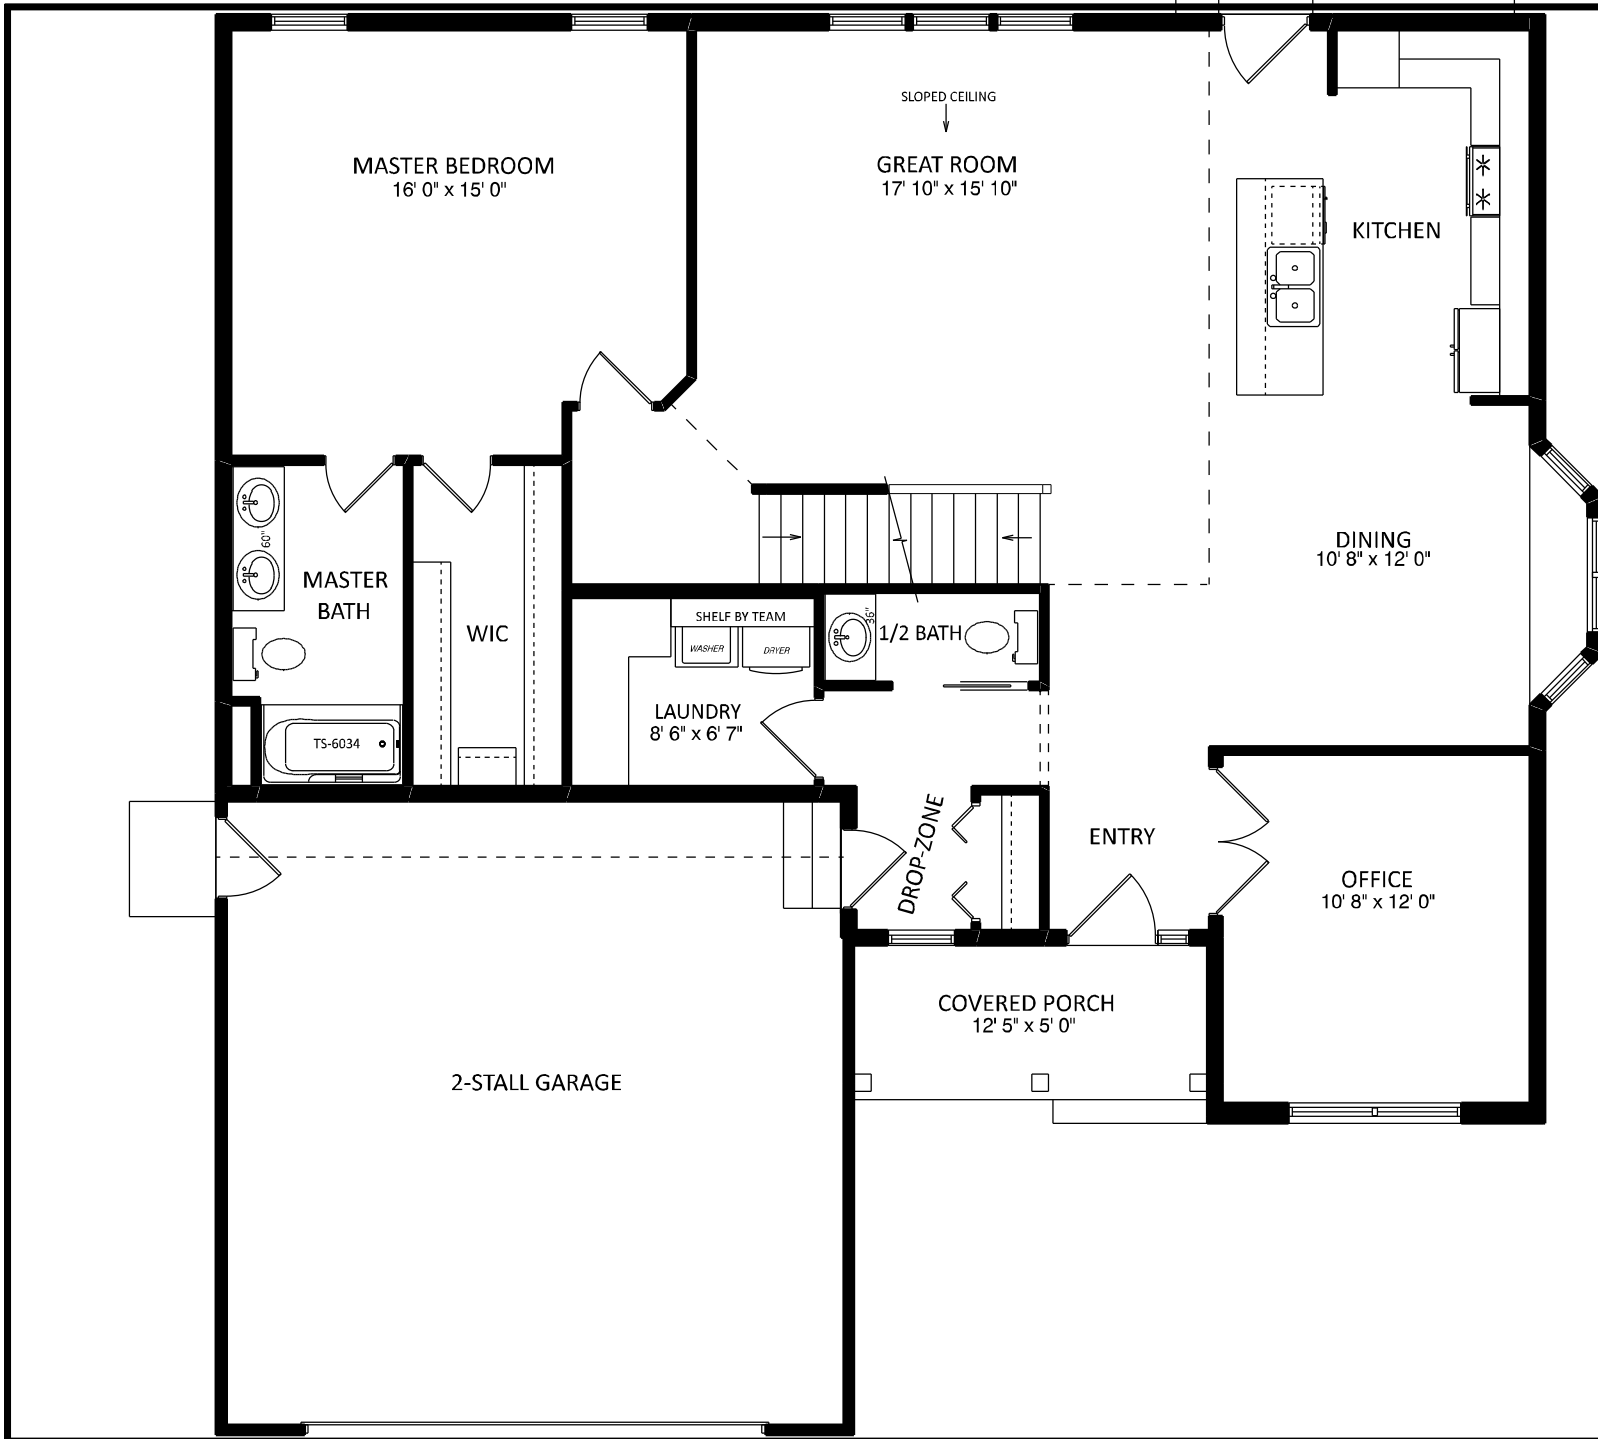 SLOPED CEILING
MASTER BEDROOM
16' 0" x 15' 0"
GREAT ROOM
17' 10" x 15' 10"
KITCHEN
DINING
10' 8" x 12' 0"
60"
MASTER
BATH
WIC
SHELF BY TEAM
WASHER
DRYER
36"
1/2 BATH
LAUNDRY
8' 6" x 6' 7"
TS-6034
DROP-ZONE
ENTRY
OFFICE
10' 8" x 12' 0"
COVERED PORCH
12' 5" x 5' 0"
2-STALL GARAGE